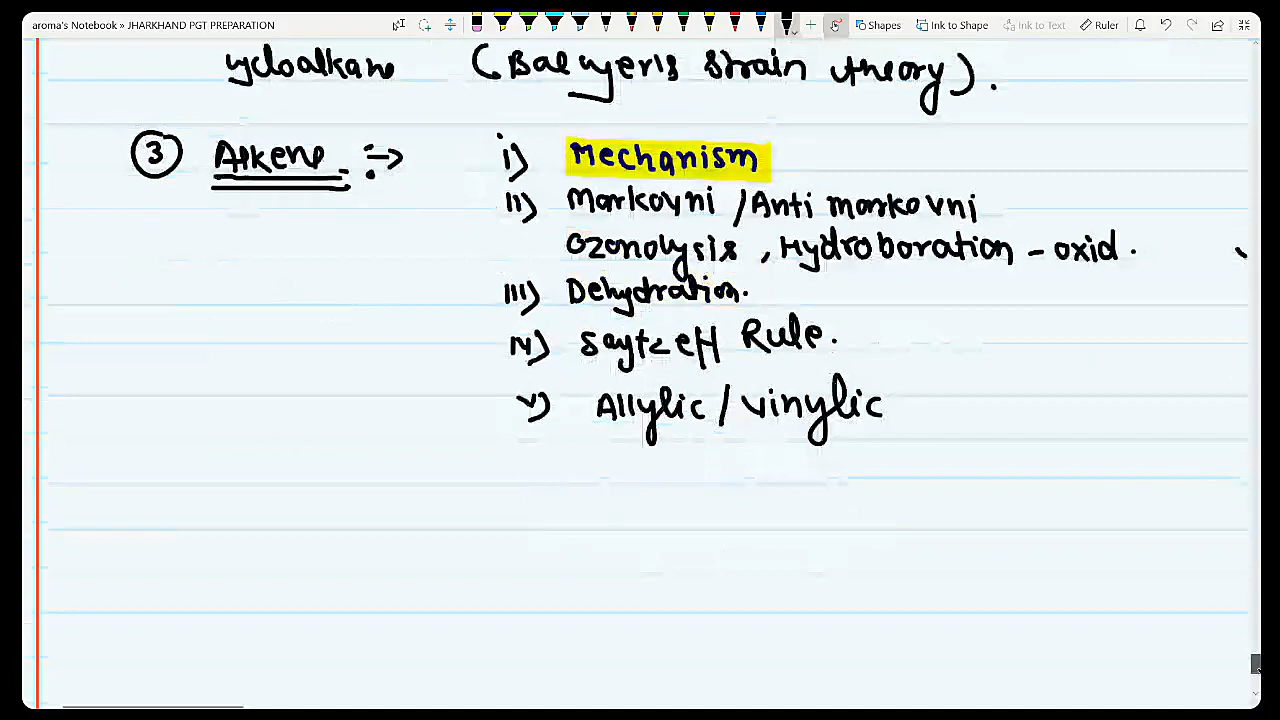 aroma's Notebook » JHARKHAND PGT PREPARATION
Shapes Ink to Shape Ink to Text Ruler
ycloalkane (Baeyer's strain theory).
③ Alkene :→ i) Mechanism
ii) Markovni / Anti markovni
Ozonolysis, Hydroboration - oxid.
iii) Dehydration.
iv) Saytzeff Rule.
v) Allylic / vinylic